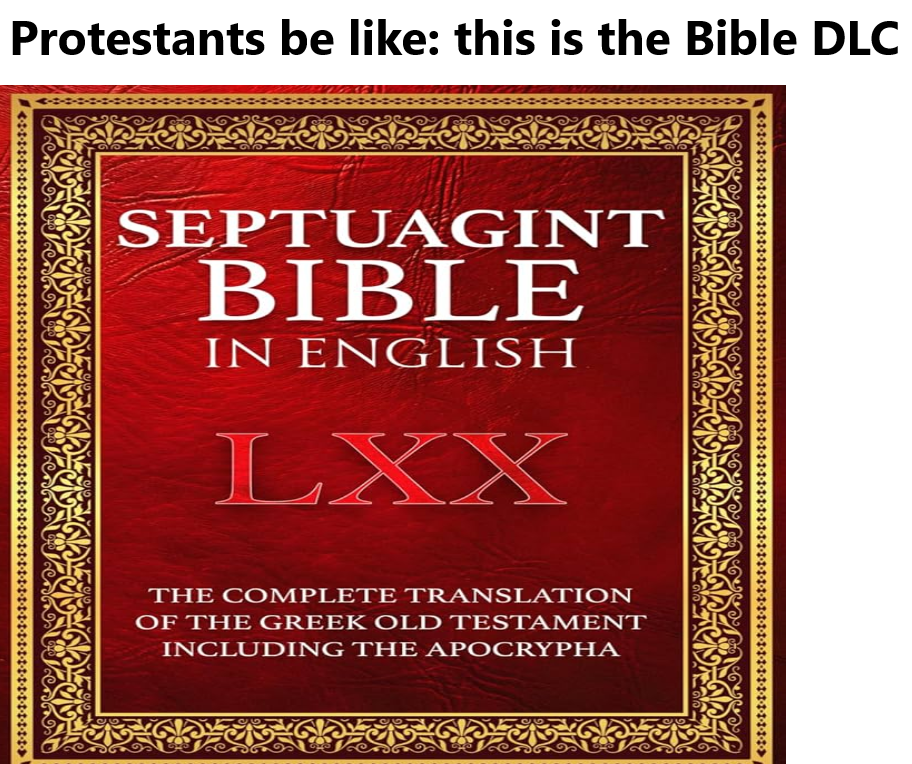 Protestants be like: this is the Bible DLC
SEPTUAGINT
BIBLE
IN ENGLISH
LXX
THE COMPLETE TRANSLATION
OF THE GREEK OLD TESTAMENT
INCLUDING THE APOCRYPHA